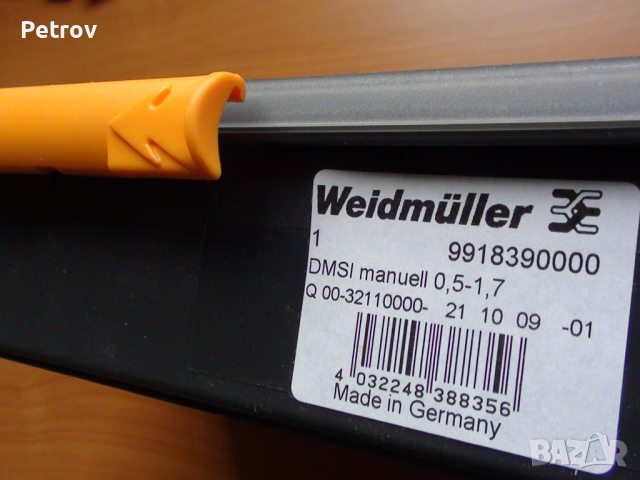 Petrov
Weidmüller
1 9918390000
DMSI manuell 0,5-1,7
Q 00-32110000- 21 10 09 -01
4 032248 388356
Made in Germany
BAZAR